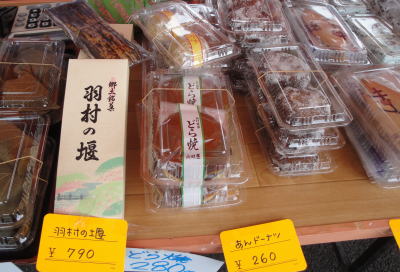 郷土銘菓
羽村の堰
どら焼
羽村の堰
￥790
どら焼
あんドーナツ
￥260